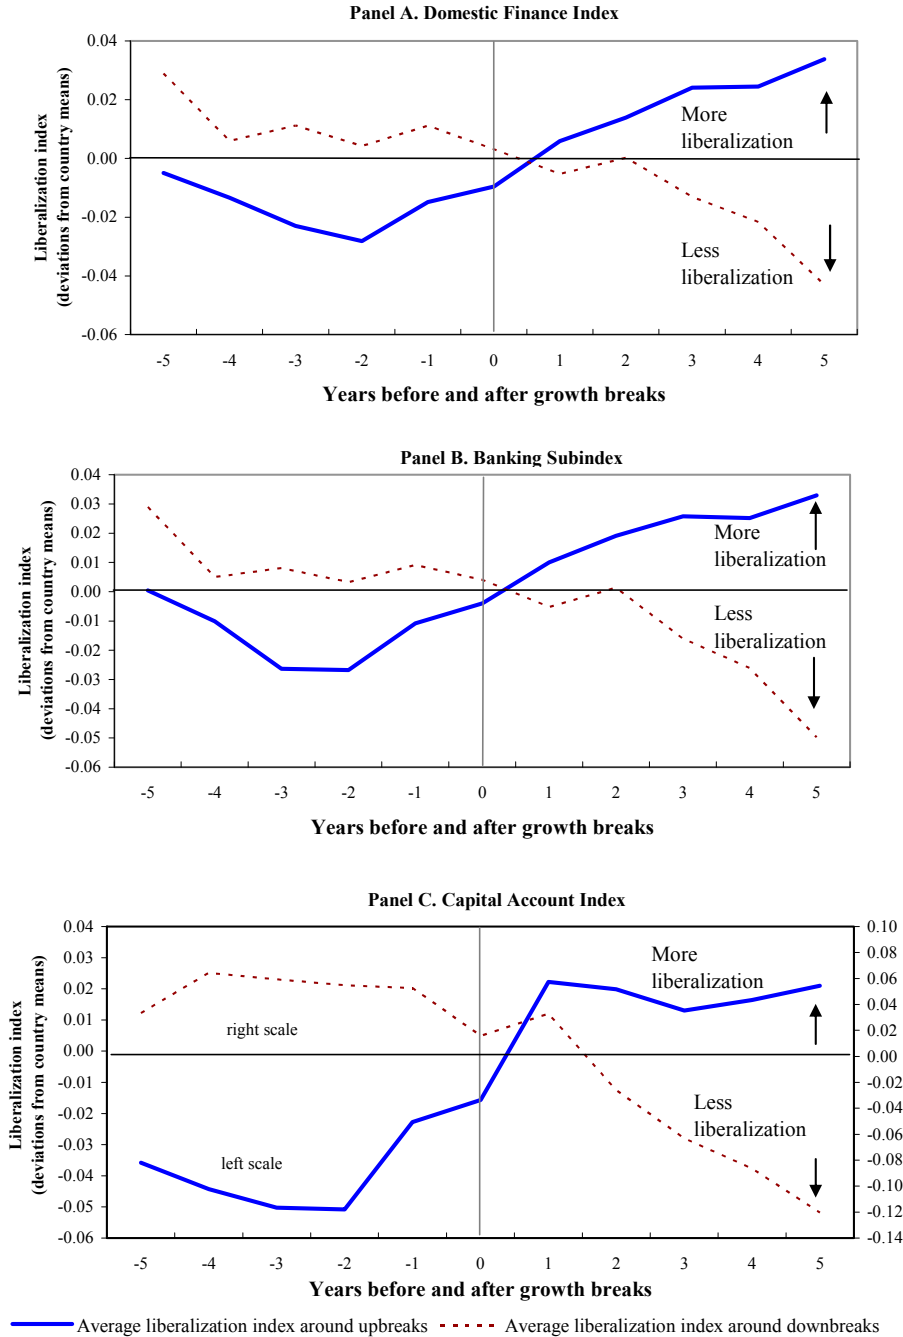 Panel A. Domestic Finance Index
Liberalization index
(deviations from country means)
0.04
0.02
0.00
-0.02
-0.04
-0.06
More
liberalization
Less
liberalization
-5 -4 -3 -2 -1 0 1 2 3 4 5
Years before and after growth breaks
Panel B. Banking Subindex
Liberalization index
(deviations from country means)
0.04
0.03
0.02
0.01
0.00
-0.01
-0.02
-0.03
-0.04
-0.05
-0.06
More
liberalization
Less
liberalization
-5 -4 -3 -2 -1 0 1 2 3 4 5
Years before and after growth breaks
Panel C. Capital Account Index
Liberalization index
(deviations from country means)
0.04
0.03
0.02
0.01
0.00
-0.01
-0.02
-0.03
-0.04
-0.05
-0.06
More
liberalization
right scale
Less
liberalization
left scale
0.10
0.08
0.06
0.04
0.02
0.00
-0.02
-0.04
-0.06
-0.08
-0.10
-0.12
-0.14
-5 -4 -3 -2 -1 0 1 2 3 4 5
Years before and after growth breaks
Average liberalization index around upbreaks
Average liberalization index around downbreaks